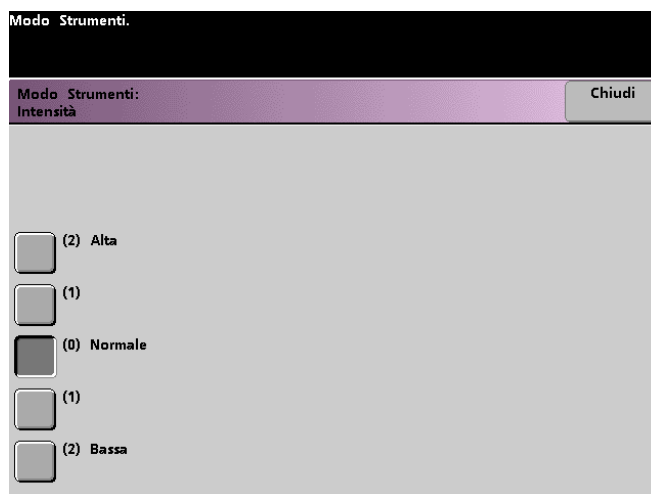 Modo Strumenti.
Modo Strumenti:
Intensità
Chiudi
(2) Alta
(1)
(0) Normale
(1)
(2) Bassa